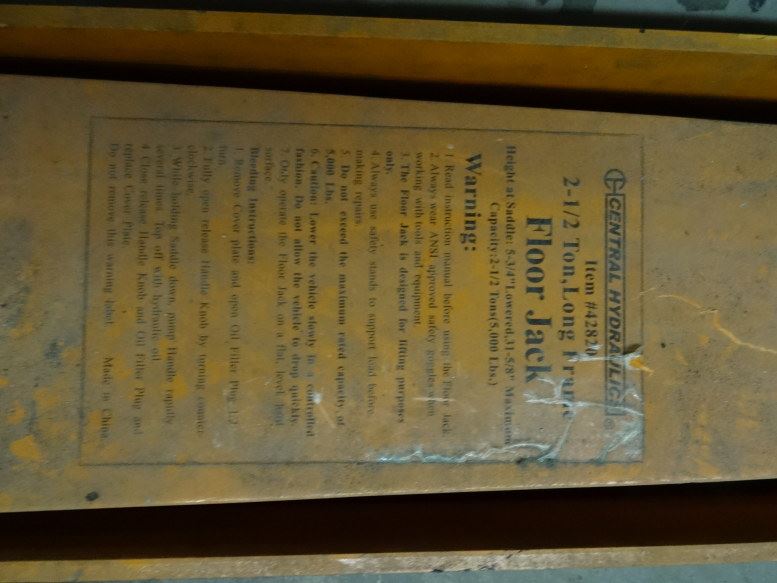 CENTRAL HYDRAULICS®
Item #42820
2-1/2 Ton, Long Frame
Floor Jack
Height at Saddle: 5-3/4"Lowered,31-5/8" Maximum
Capacity:2-1/2 Tons(5,000 Lbs.)
Warning:
1. Read instruction manual before using the Floor Jack.
2. Always wear ANSI approved safety goggles when
working with tools and equipment.
3. The Floor Jack is designed for lifting purposes
only.
4. Always use safety stands to support load before
making repairs.
5. Do not exceed the maximum rated capacity of
5,000 Lbs.
6. Caution: Lower the vehicle slowly in a controlled
fashion. Do not allow the vehicle to drop quickly.
7. Only operate the Floor Jack on a flat, level, hard
surface.
Bleeding Instructions:
1. Remove Cover plate and open Oil Filler Plug 1/2
turn.
2. Fully open release Handle Knob by turning counter-
clockwise.
3. While holding Saddle down, pump Handle rapidly
several times. Top off with hydraulic oil.
4. Close release Handle Knob and Oil Filler Plug and
replace Cover Plate.
Do not remove this warning label. Made in China.